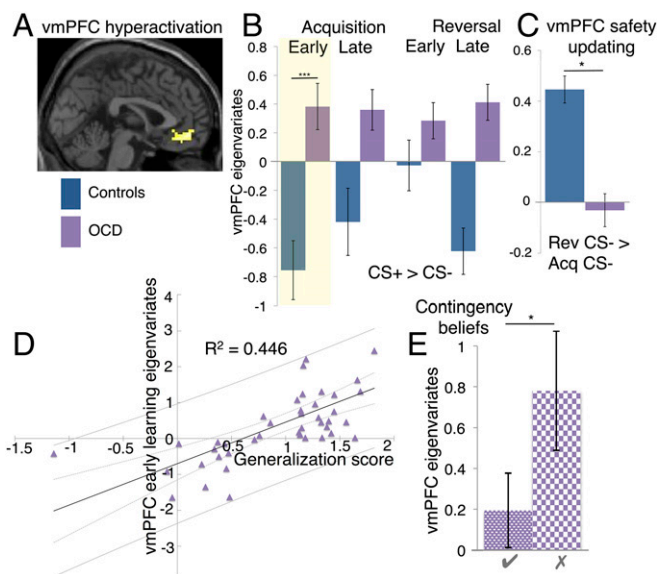 A
vmPFC hyperactivation
Controls
OCD
B
Acquisition
Early Late
Reversal
Early Late
vmPFC eigenvariates
0.8
0.6
0.4
0.2
0
-0.2
-0.4
-0.6
-0.8
-1
***
CS+ > CS-
C
vmPFC safety
updating
0.6
0.4
0.2
0
-0.2
*
Rev CS- >
Acq CS-
D
vmPFC early learning eigenvariates
4
3
2
1
0
-1
-2
-3
R² = 0.446
-1.5 -1 -0.5 0.5 1 1.5 2
Generalization score
E
Contingency
beliefs
*
vmPFC eigenvariates
1
0.8
0.6
0.4
0.2
0
✔ ✗